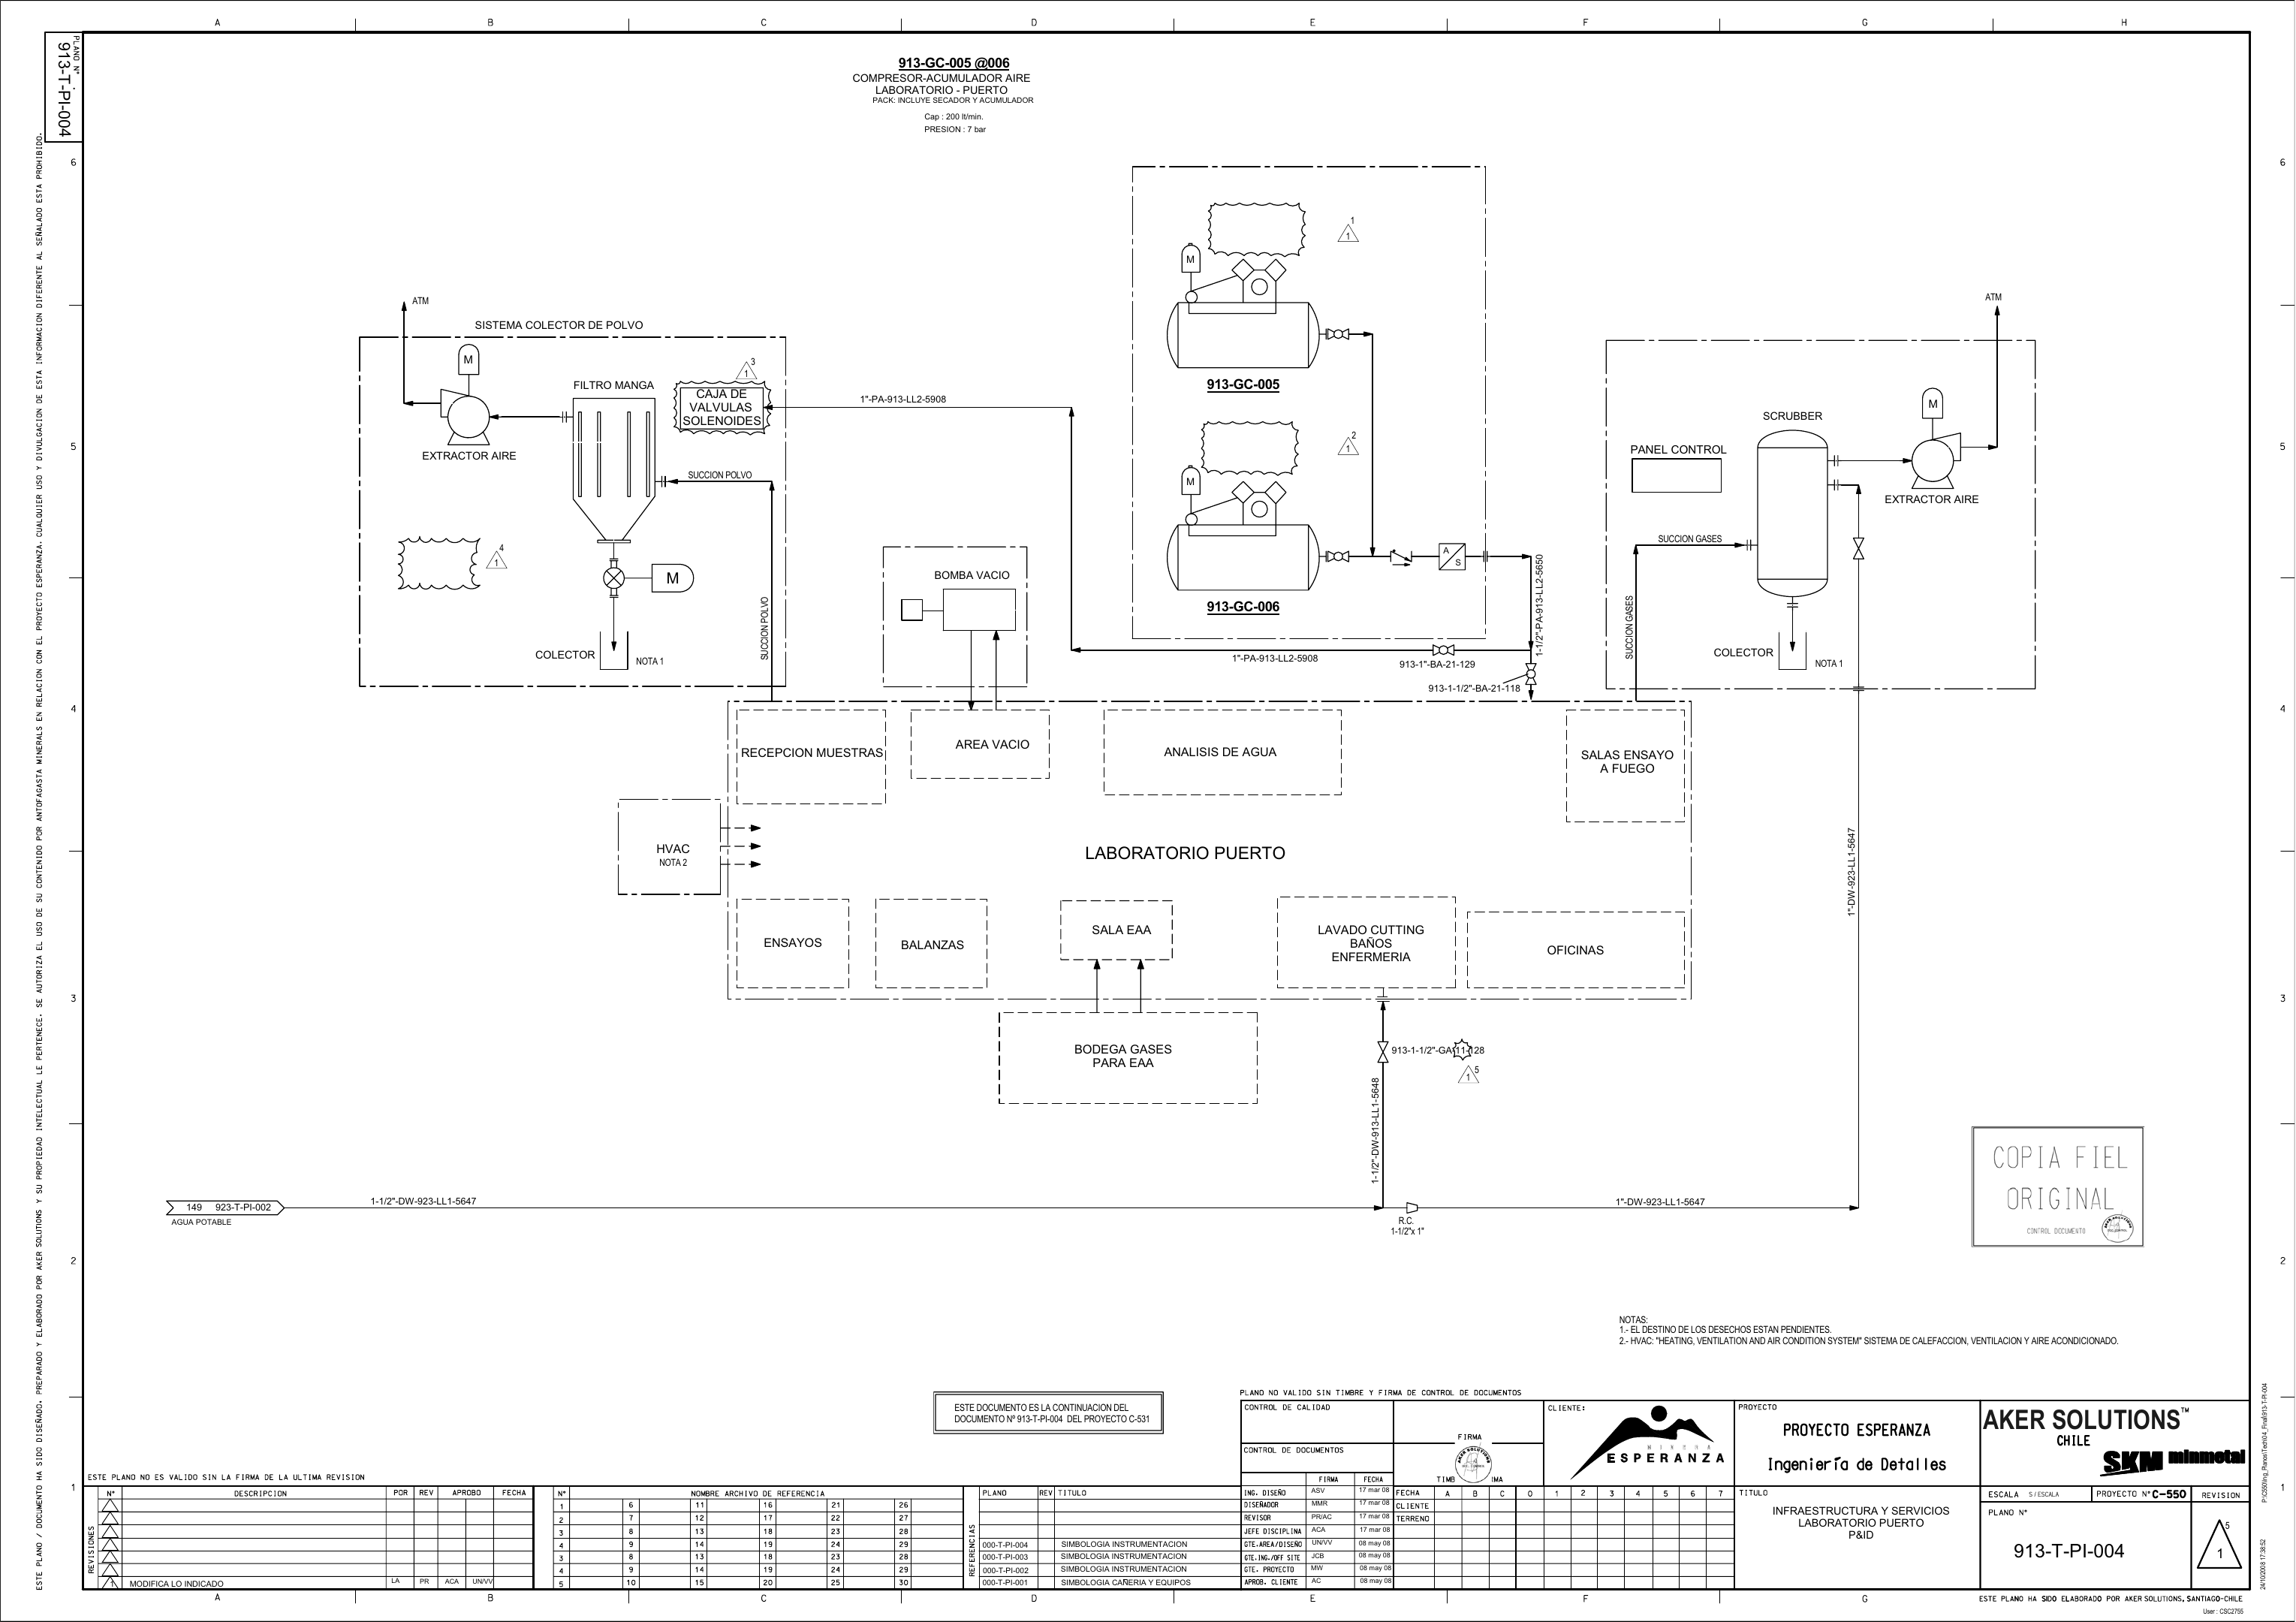 A B C D E F G H
PLANO N°
913-T-PI-004
913-GC-005 @006
COMPRESOR-ACUMULADOR AIRE
LABORATORIO - PUERTO
PACK: INCLUYE SECADOR Y ACUMULADOR
Cap : 200 lt/min.
PRESION : 7 bar
6
6
ESTE PLANO / DOCUMENTO HA SIDO DISEÑADO, PREPARADO Y ELABORADO POR AKER SOLUTIONS Y SU PROPIEDAD INTELECTUAL LE PERTENECE. SE AUTORIZA EL USO DE SU CONTENIDO POR ANTOFAGASTA MINERALS EN RELACION CON EL PROYECTO ESPERANZA. CUALQUIER USO Y DIVULGACION DE ESTA INFORMACION DIFERENTE AL SEÑALADO ESTA PROHIBIDO.
ATM
SISTEMA COLECTOR DE POLVO
M
EXTRACTOR AIRE
FILTRO MANGA
3
1
CAJA DE
VALVULAS
SOLENOIDES
1"-PA-913-LL2-5908
SUCCION POLVO
4
1
M
COLECTOR
NOTA 1
SUCCION POLVO
BOMBA VACIO
1
1
M
913-GC-005
2
1
M
913-GC-006
A
S
1-1/2"-PA-913-LL2-5650
1"-PA-913-LL2-5908
913-1"-BA-21-129
913-1-1/2"-BA-21-118
ATM
SCRUBBER
M
PANEL CONTROL
EXTRACTOR AIRE
SUCCION GASES
SUCCION GASES
COLECTOR
NOTA 1
5
5
4
4
RECEPCION MUESTRAS
AREA VACIO
ANALISIS DE AGUA
SALAS ENSAYO
A FUEGO
HVAC
NOTA 2
LABORATORIO PUERTO
1"-DW-923-LL1-5647
ENSAYOS
BALANZAS
SALA EAA
LAVADO CUTTING
BAÑOS
ENFERMERIA
OFICINAS
3
3
BODEGA GASES
PARA EAA
913-1-1/2"-GA-11-128
5
1
1-1/2"-DW-913-LL1-5648
149 923-T-PI-002
AGUA POTABLE
1-1/2"-DW-923-LL1-5647
R.C.
1-1/2"x 1"
1"-DW-923-LL1-5647
COPIA FIEL
ORIGINAL
CONTROL DOCUMENTO
2
2
NOTAS:
1.- EL DESTINO DE LOS DESECHOS ESTAN PENDIENTES.
2.- HVAC: "HEATING, VENTILATION AND AIR CONDITION SYSTEM" SISTEMA DE CALEFACCION, VENTILACION Y AIRE ACONDICIONADO.
ESTE DOCUMENTO ES LA CONTINUACION DEL
DOCUMENTO Nº 913-T-PI-004 DEL PROYECTO C-531
PLANO NO VALIDO SIN TIMBRE Y FIRMA DE CONTROL DE DOCUMENTOS
CONTROL DE CALIDAD
CONTROL DE DOCUMENTOS
FIRMA
CLIENTE:
MINERA
ESPERANZA
PROYECTO
PROYECTO ESPERANZA
Ingeniería de Detalles
AKER SOLUTIONS™
CHILE
SKM minmetal
1
1
ESTE PLANO NO ES VALIDO SIN LA FIRMA DE LA ULTIMA REVISION
REVISIONES
N° DESCRIPCION POR REV APROBO FECHA
1 MODIFICA LO INDICADO LA PR ACA UN/VV
N° NOMBRE ARCHIVO DE REFERENCIA
1 6 11 16 21 26
2 7 12 17 22 27
3 8 13 18 23 28
4 9 14 19 24 29
3 8 13 18 23 28
4 9 14 19 24 29
5 10 15 20 25 30
REFERENCIAS
PLANO REV TITULO
000-T-PI-004 SIMBOLOGIA INSTRUMENTACION
000-T-PI-003 SIMBOLOGIA INSTRUMENTACION
000-T-PI-002 SIMBOLOGIA INSTRUMENTACION
000-T-PI-001 SIMBOLOGIA CAÑERIA Y EQUIPOS
FIRMA FECHA
ING. DISEÑO ASV 17 mar 08
DISEÑADOR MMR 17 mar 08
REVISOR PR/AC 17 mar 08
JEFE DISCIPLINA ACA 17 mar 08
GTE.AREA/DISEÑO UN/VV 08 may 08
GTE.ING./OFF SITE JCB 08 may 08
GTE. PROYECTO MW 08 may 08
APROB. CLIENTE AC 08 may 08
FECHA A B C 0 1 2 3 4 5 6 7
CLIENTE
TERRENO
TITULO
INFRAESTRUCTURA Y SERVICIOS
LABORATORIO PUERTO
P&ID
ESCALA S/ESCALA
PROYECTO N° C-550
REVISION
PLANO N°
913-T-PI-004
5
1
ESTE PLANO HA SIDO ELABORADO POR AKER SOLUTIONS, SANTIAGO-CHILE
User : CSC2755
24/10/2008 17:38:52
A B C D E F G